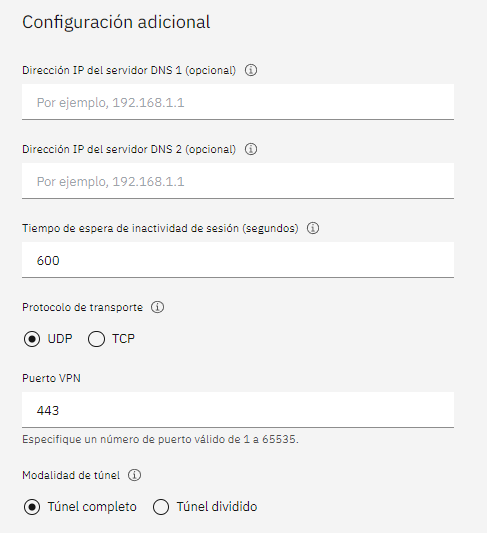 Configuración adicional
Dirección IP del servidor DNS 1 (opcional)
Por ejemplo, 192.168.1.1
Dirección IP del servidor DNS 2 (opcional)
Por ejemplo, 192.168.1.1
Tiempo de espera de inactividad de sesión (segundos)
600
Protocolo de transporte
UDP TCP
Puerto VPN
443
Especifique un número de puerto válido de 1 a 65535.
Modalidad de túnel
Túnel completo Túnel dividido